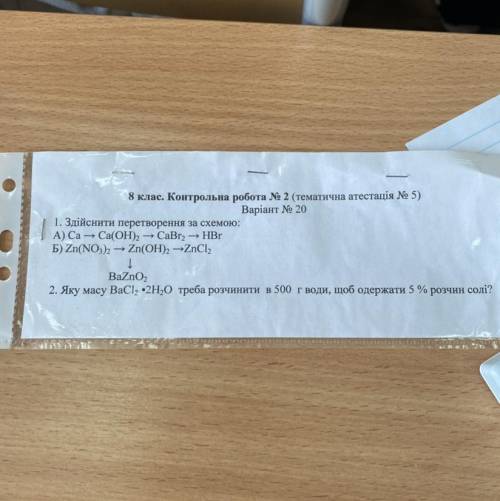 8 клас. Контрольна робота № 2 (тематична атестація № 5)
Варіант № 20
1. Здійснити перетворення за схемою:
А) Ca → Ca(OH)₂ → CaBr₂ → HBr
Б) Zn(NO₃)₂ → Zn(OH)₂ →ZnCl₂
↓
BaZnO₂
2. Яку масу BaCl₂ •2H₂O треба розчинити в 500 г води, щоб одержати 5 % розчин солі?